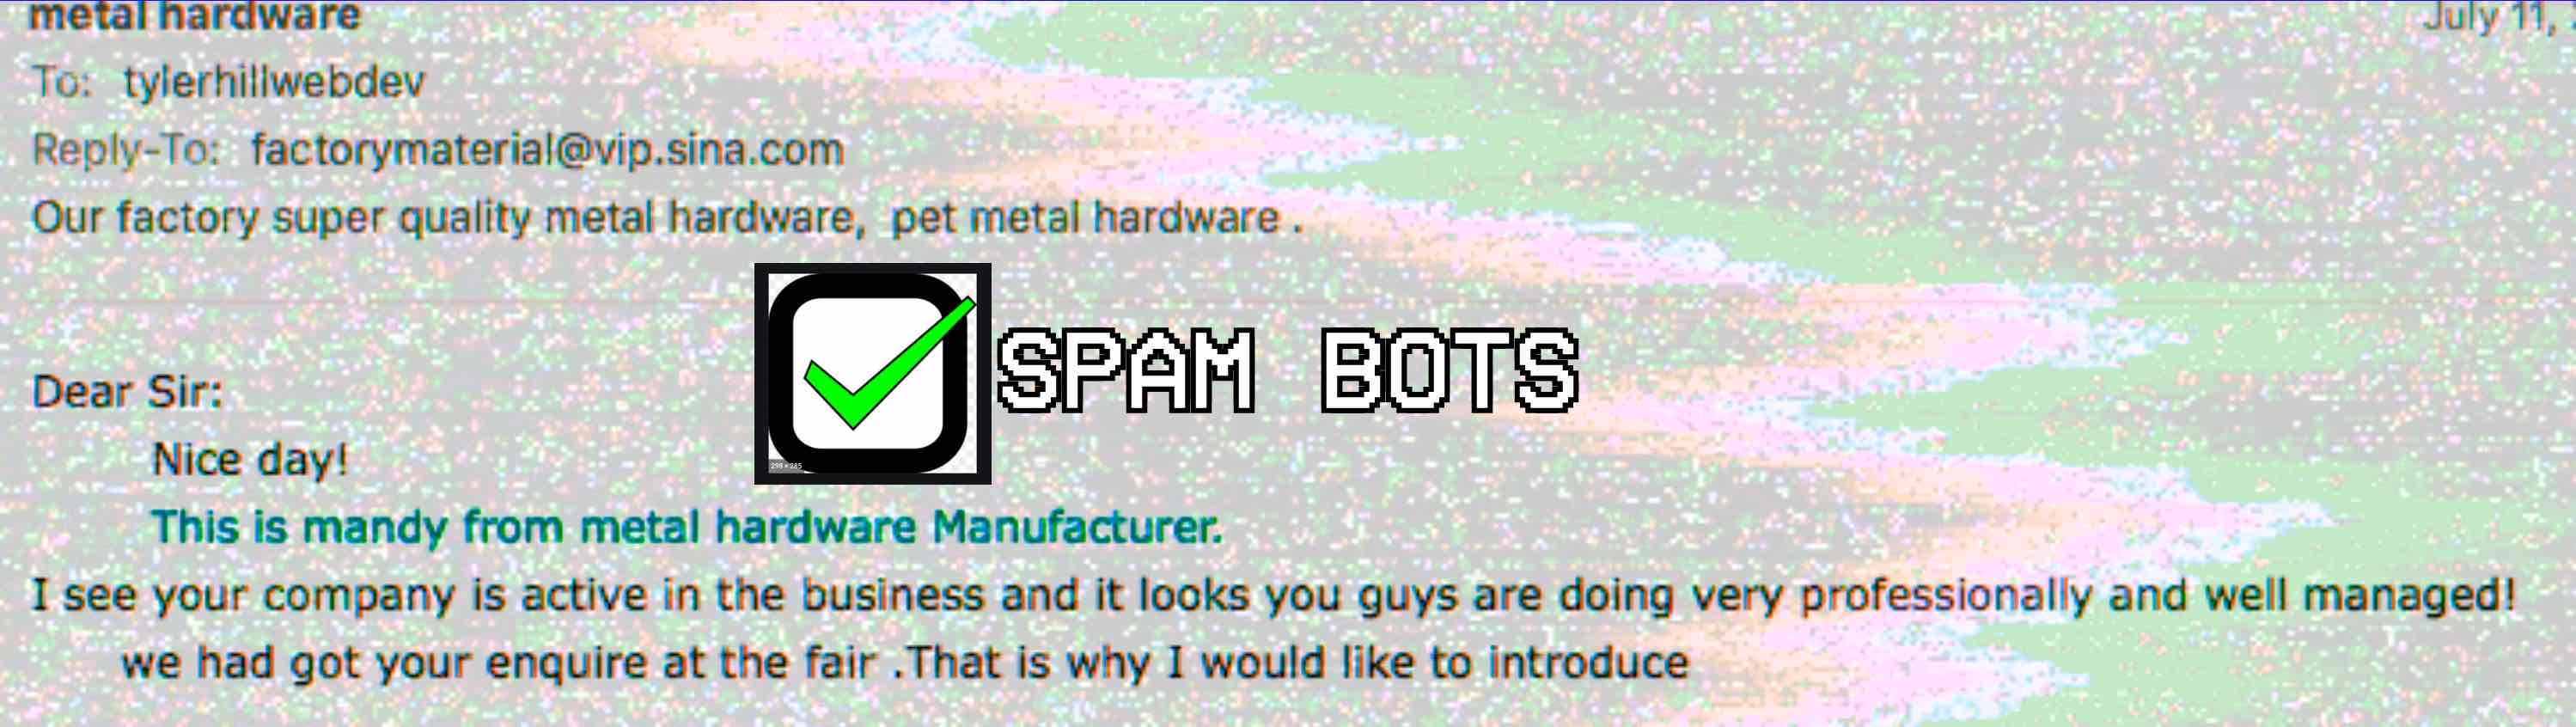 metal hardware
July 11,
To: tylerhillwebdev
Reply-To: factorymaterial@vip.sina.com
Our factory super quality metal hardware, pet metal hardware .
SPAM BOTS
298 × 285
Dear Sir:
Nice day!
This is mandy from metal hardware Manufacturer.
I see your company is active in the business and it looks you guys are doing very professionally and well managed!
we had got your enquire at the fair .That is why I would like to introduce